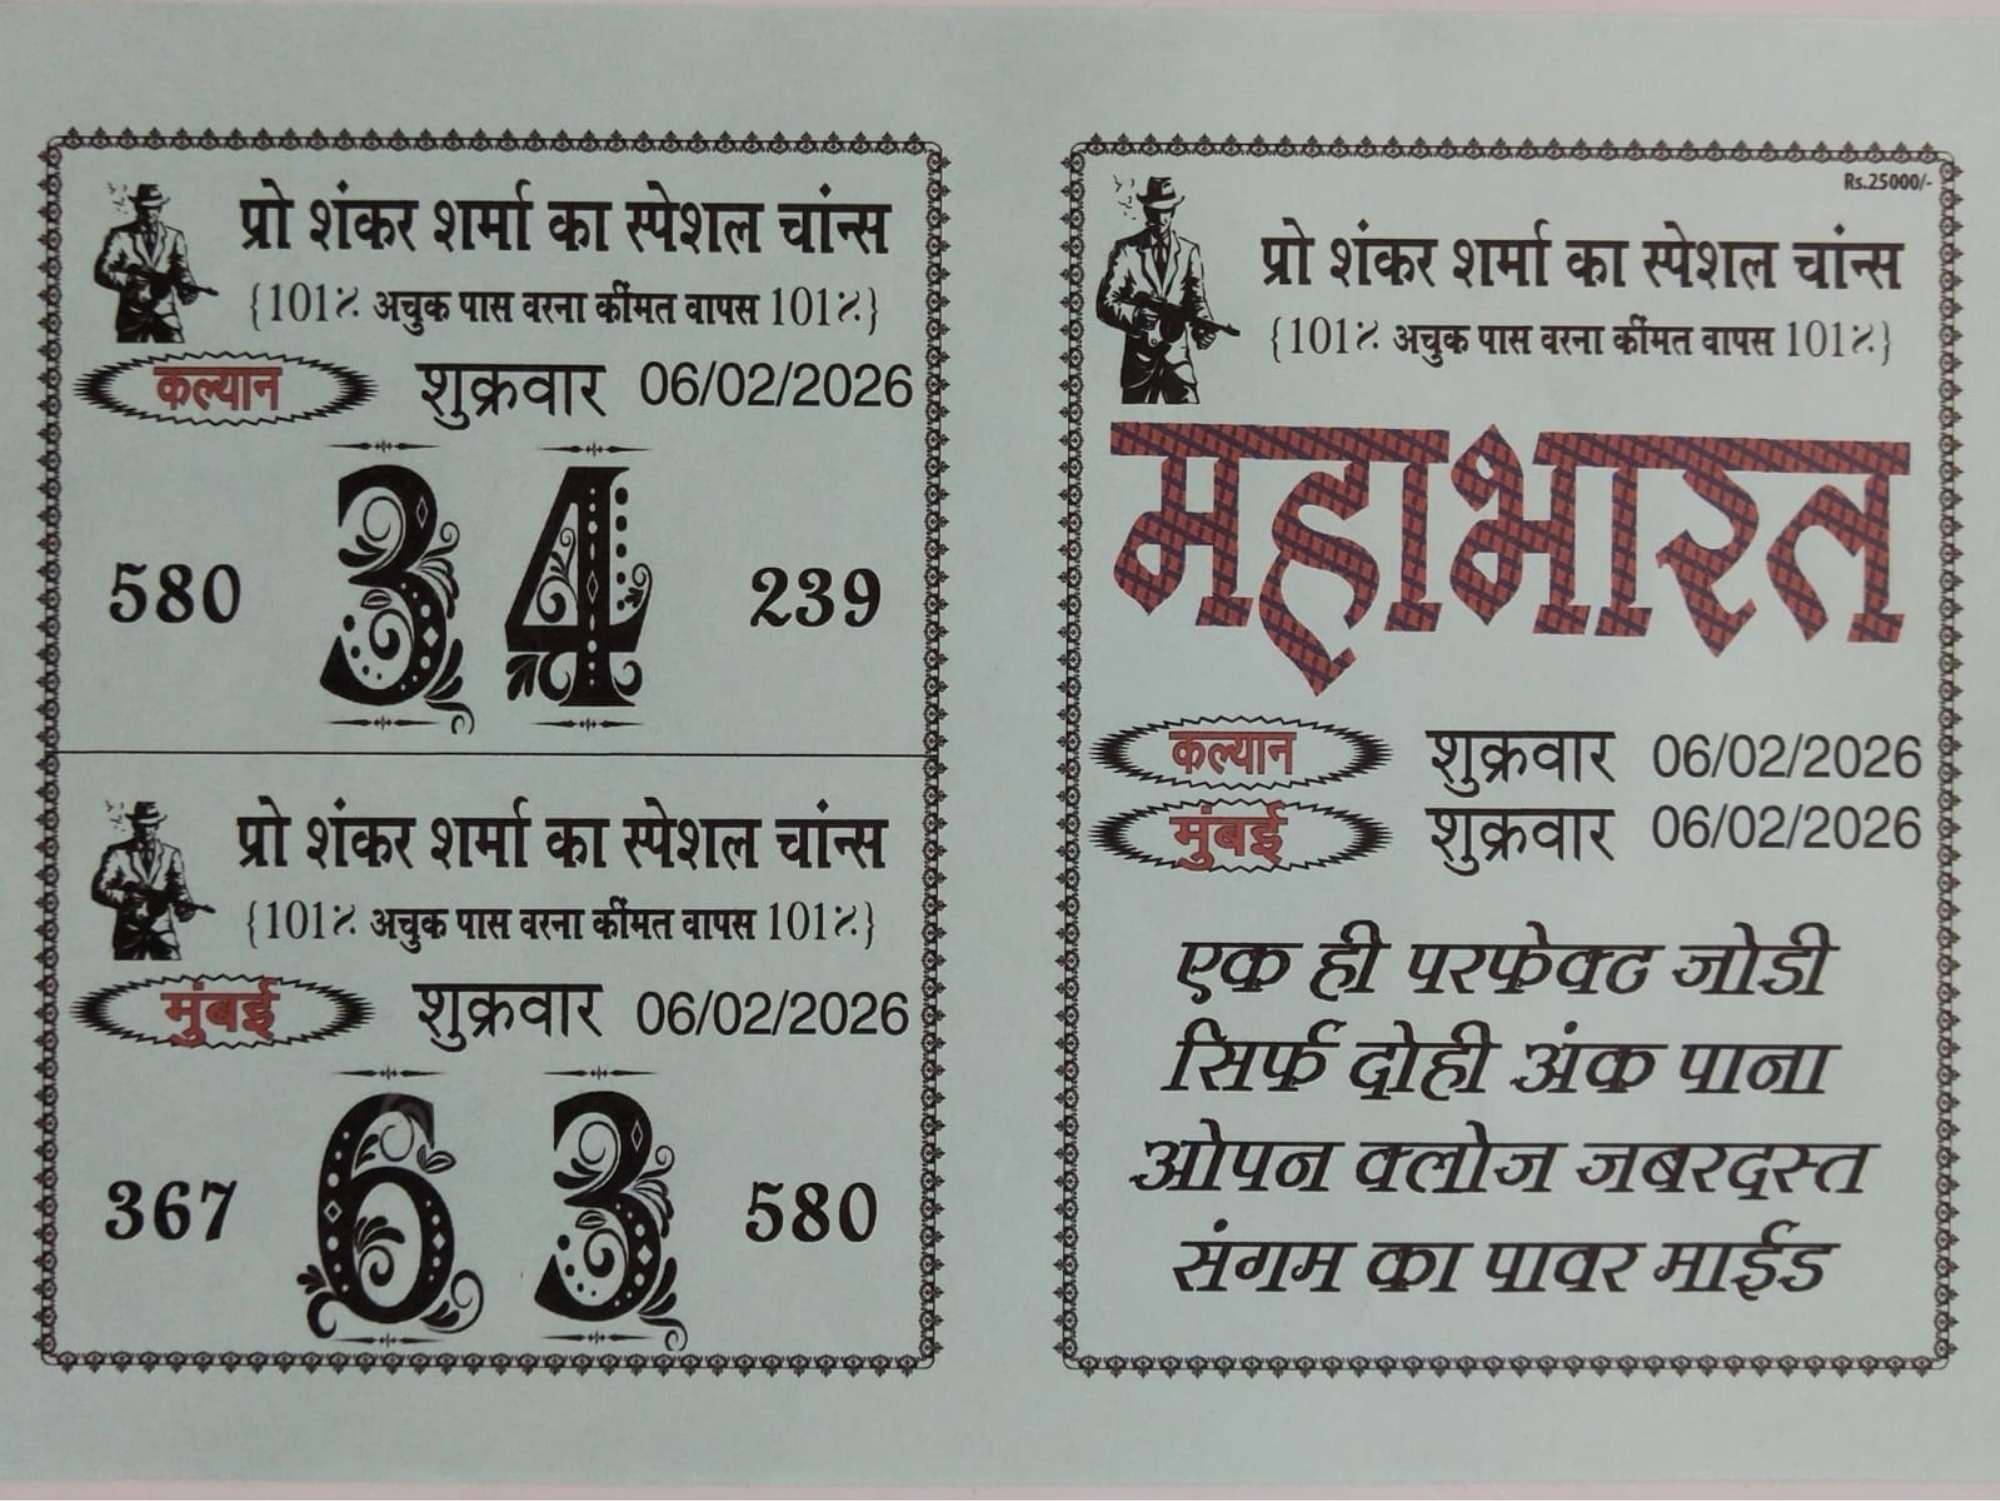 प्रो शंकर शर्मा का स्पेशल चांन्स
{101٪ अचुक पास वरना कींमत वापस 101٪}
कल्यान शुक्रवार 06/02/2026
580 34 239
प्रो शंकर शर्मा का स्पेशल चांन्स
{101٪ अचुक पास वरना कींमत वापस 101٪}
मुंबई शुक्रवार 06/02/2026
367 63 580
Rs.25000/-
प्रो शंकर शर्मा का स्पेशल चांन्स
{101٪ अचुक पास वरना कींमत वापस 101٪}
महाभारत
कल्यान शुक्रवार 06/02/2026
मुंबई शुक्रवार 06/02/2026
एक ही परफेक्ट जोडी
सिर्फ दोही अंक पाना
ओपन क्लोज जबरदस्त
संगम का पावर माईड